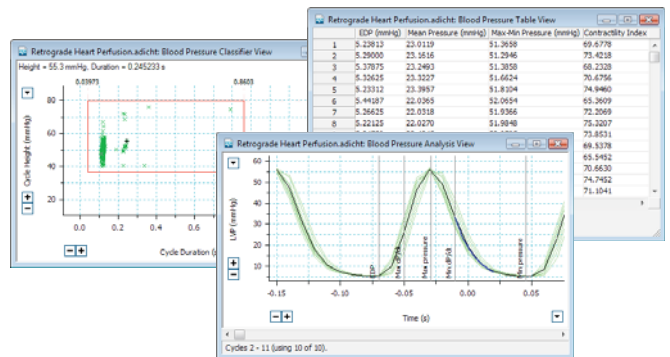 Retrograde Heart Perfusion.adicht: Blood Pressure Table View
EDP (mmHg) Mean Pressure (mmHg) Max-Min Pressure (mmHg) Contractility Index
1 5.23813 23.0119 51.3658 69.6778
2 5.29000 23.1616 51.2946 73.4218
3 5.37875 23.2493 51.3858 68.2328
4 5.32625 23.3227 51.6624 70.6756
5 5.23312 23.3957 51.8104 74.9460
6 5.44187 22.0365 52.0654 65.3609
7 5.26625 22.0318 51.9366 72.2069
8 5.22125 22.0270 51.9848 75.3207
73.8531
69.5378
65.5452
70.6630
74.7452
71.1041
Retrograde Heart Perfusion.adicht: Blood Pressure Classifier View
Height = 55.3 mmHg, Duration = 0.245233 s
0.03973 0.8603
80
60
40
20
Cycle Height (mmHg)
0.0 0.2 0.4 0.6
Cycle Duration (s
Retrograde Heart Perfusion.adicht: Blood Pressure Analysis View
60
50
40
30
20
10
LVP (mmHg)
EDP
Max dP/dt
Max pressure
Min dP/dt
Min pressure
-0.15 -0.10 -0.05 0.00 0.05
Time (s)
Cycles 2 - 11 (using 10 of 10).